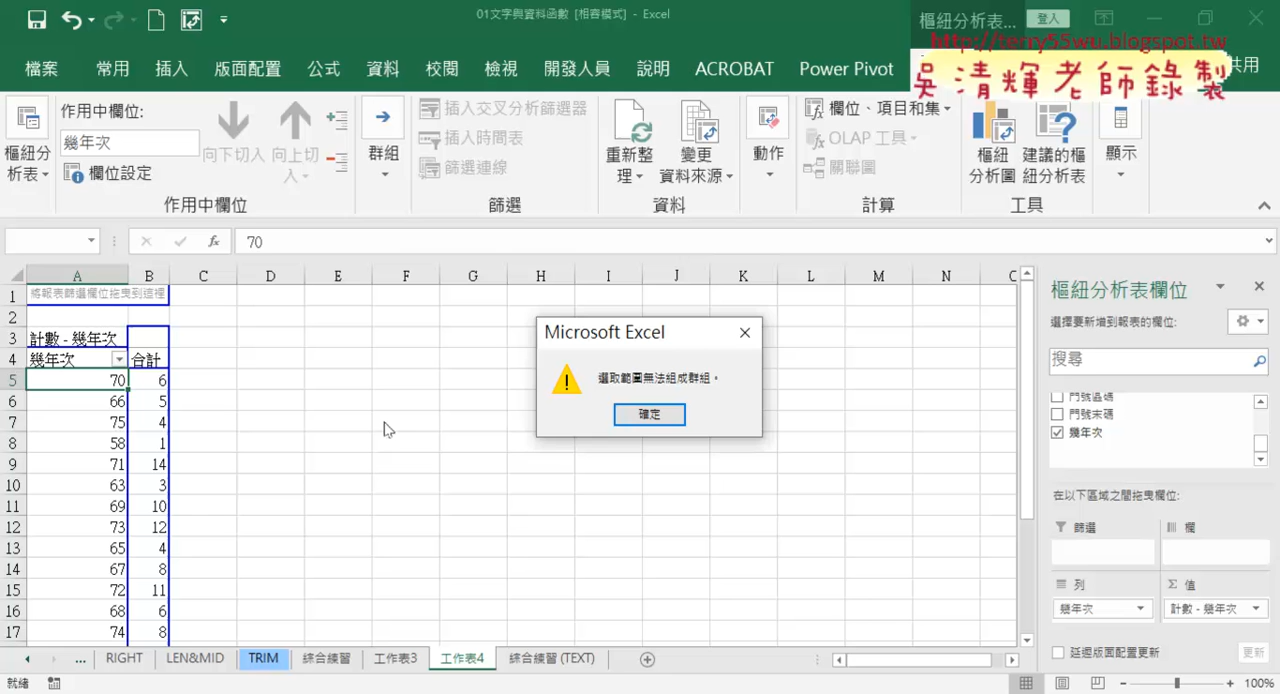 01文字與資料函數 [相容模式] - Excel
樞紐分析表...
登入
http://terry55wu.blogspot.tw
吳清輝老師錄製
檔案 常用 插入 版面配置 公式 資料 校閱 檢視 開發人員 說明 ACROBAT Power Pivot 共用
作用中欄位:
幾年次
欄位設定
樞紐分
析表
向下切入 向上切
入
作用中欄位
群組
插入交叉分析篩選器
插入時間表
篩選連線
篩選
重新整
理
變更
資料來源
資料
動作
欄位、項目和集
OLAP 工具
關聯圖
計算
樞紐
分析圖
建議的樞
紐分析表
工具
顯示
fx 70
A B C D E F G H I J K L M N
1 將報表篩選欄位拖曳到這裡
2
3 計數 - 幾年次
4 幾年次 合計
5 70 6
6 66 5
7 75 4
8 58 1
9 71 14
10 63 3
11 69 10
12 73 12
13 65 4
14 67 8
15 72 11
16 68 6
17 74 8
Microsoft Excel
選取範圍無法組成群組。
確定
樞紐分析表欄位
選擇要新增到報表的欄位:
搜尋
門號區碼
門號末碼
幾年次
在以下區域之間拖曳欄位:
篩選 欄
列 Σ 值
幾年次 計數 - 幾年次
延遲版面配置更新 更新
... RIGHT LEN&MID TRIM 綜合練習 工作表3 工作表4 綜合練習 (TEXT)
就緒
100%